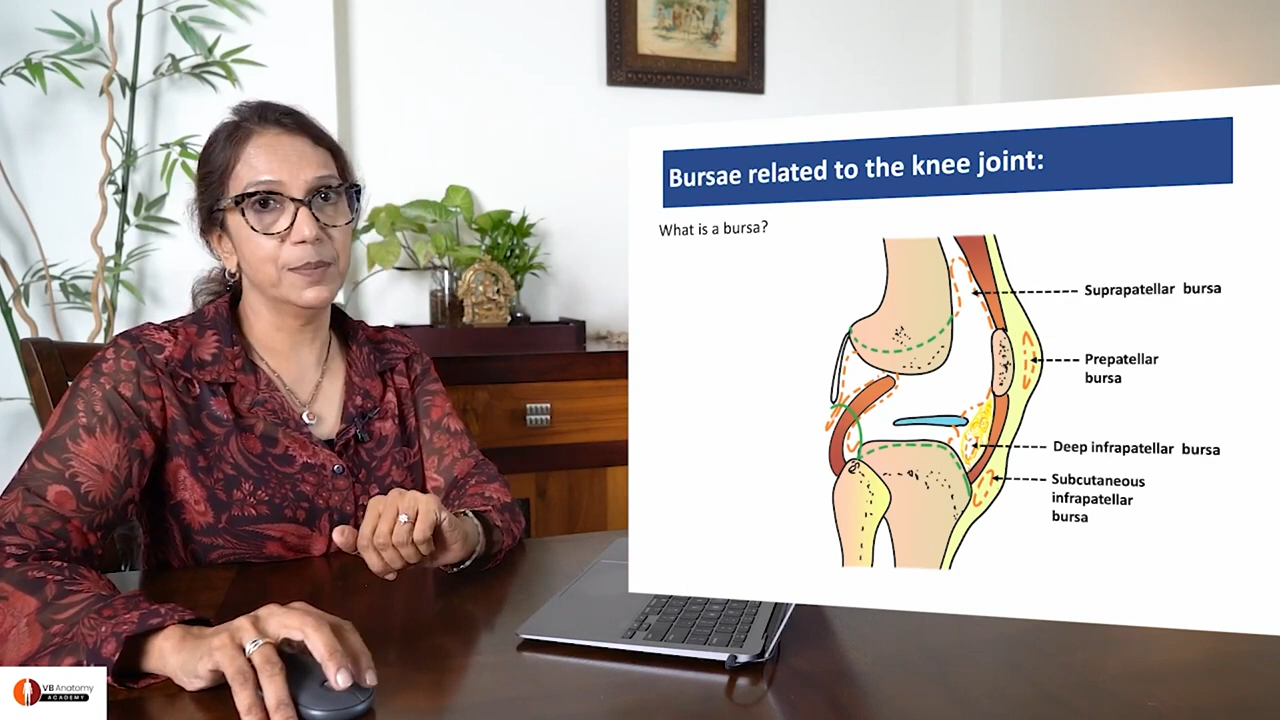 Bursae related to the knee joint:
What is a bursa?
Suprapatellar bursa
Prepatellar
bursa
Deep infrapatellar bursa
Subcutaneous
infrapatellar
bursa
VB Anatomy
ACADEMY